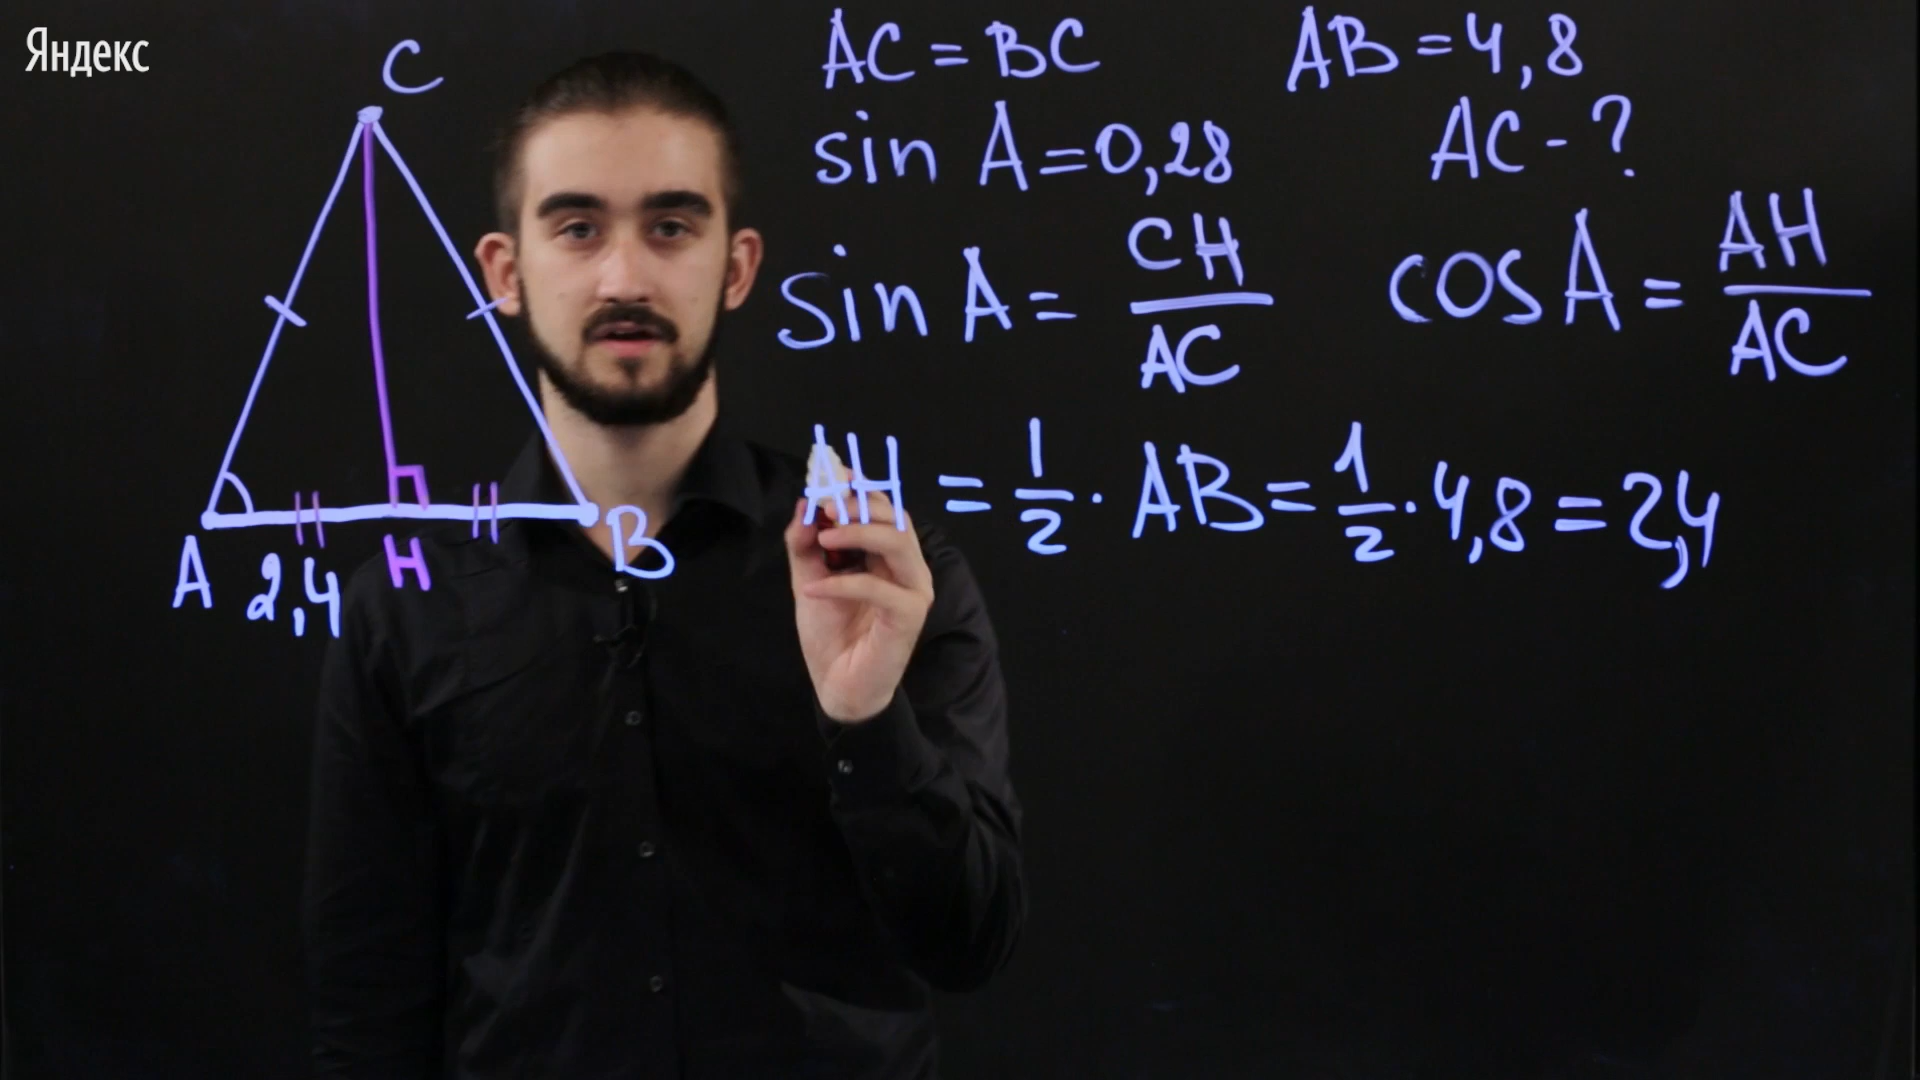 Яндекс
C
A
2,4
H
B
AC = BC
AB = 4,8
sin A = 0,28
AC - ?
sin A = CH / AC
cos A = AH / AC
AH = 1/2 · AB = 1/2 · 4,8 = 2,4